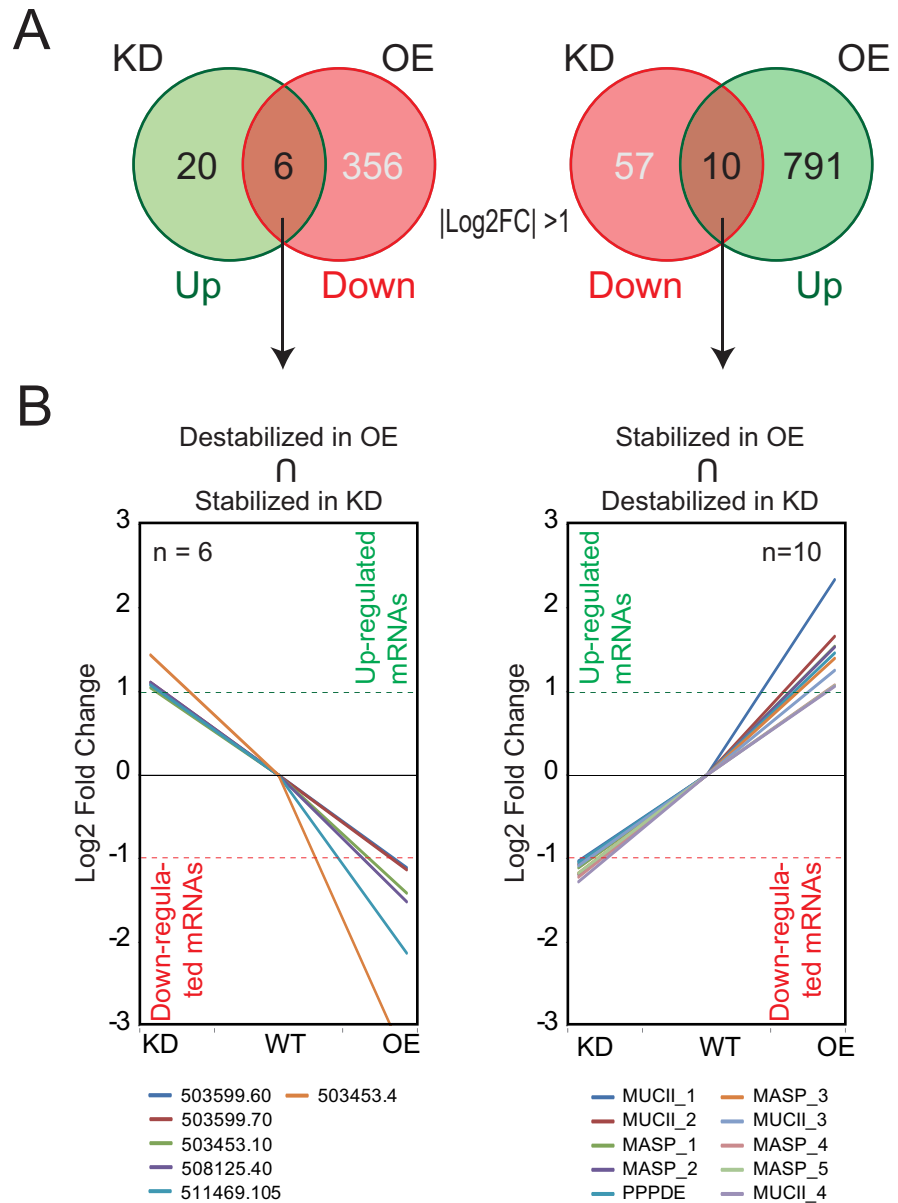 A
KD OE KD OE
20 6 356 57 10 791
|Log2FC| >1
Up Down Down Up
B
Destabilized in OE
∩
Stabilized in KD
Stabilized in OE
∩
Destabilized in KD
Log2 Fold Change
3
2
1
0
-1
-2
-3
n = 6
Up-regulated
mRNAs
Down-regula-
ted mRNAs
KD WT OE
Log2 Fold Change
3
2
1
0
-1
-2
-3
n=10
Up-regulated
mRNAs
Down-regula-
ted mRNAs
KD WT OE
503599.60 503453.4
503599.70
503453.10
508125.40
511469.105
MUCII_1 MASP_3
MUCII_2 MUCII_3
MASP_1 MASP_4
MASP_2 MASP_5
PPPDE MUCII_4